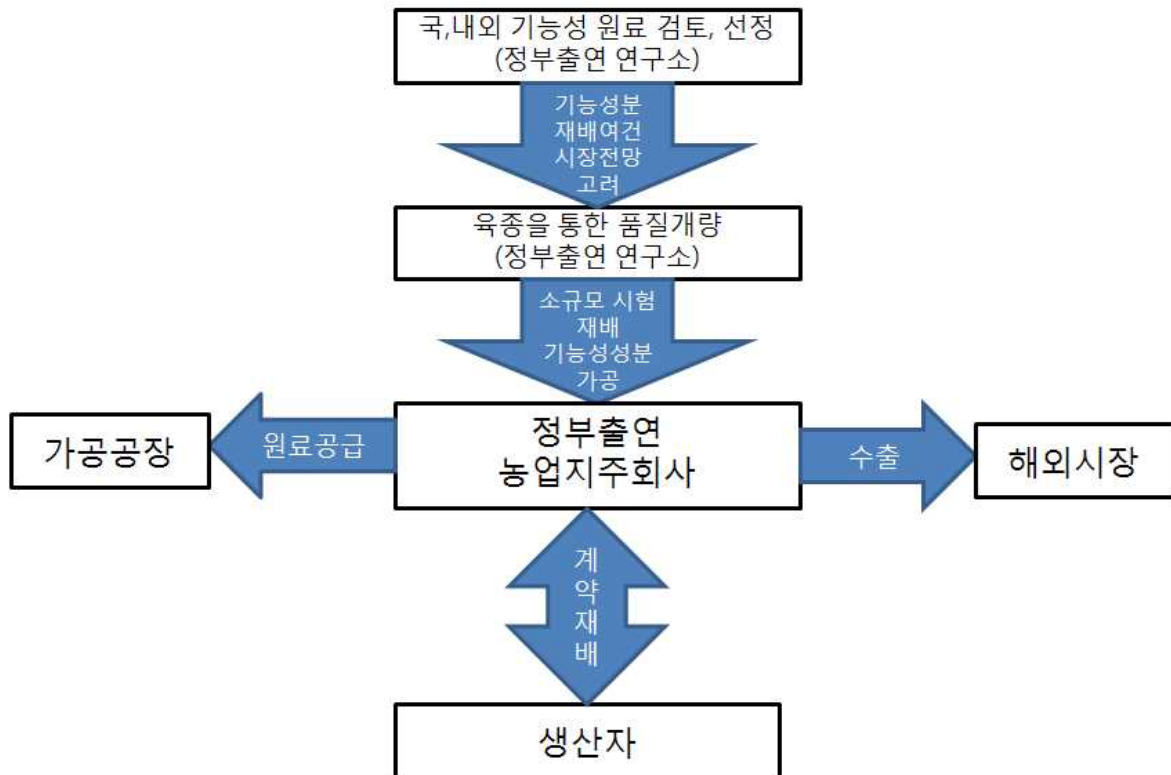 국,내외 기능성 원료 검토, 선정
(정부출연 연구소)
기능성분
재배여건
시장전망
고려
육종을 통한 품질개량
(정부출연 연구소)
소규모 시험
재배
기능성성분
가공
가공공장
원료공급
정부출연
농업지주회사
수출
해외시장
계
약
재
배
생산자